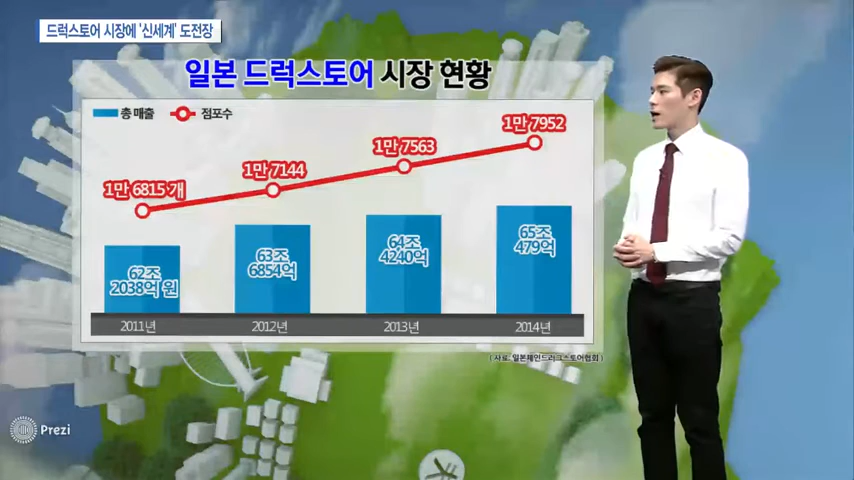 드럭스토어 시장에 '신세계' 도전장
일본 드럭스토어 시장 현황
총 매출 점포수
1만 6815 개
1만 7144
1만 7563
1만 7952
62조
2038억 원
63조
6854억
64조
4240억
65조
479억
2011년 2012년 2013년 2014년
( 사료: 일본체인드러그스토어협회 )
Prezi